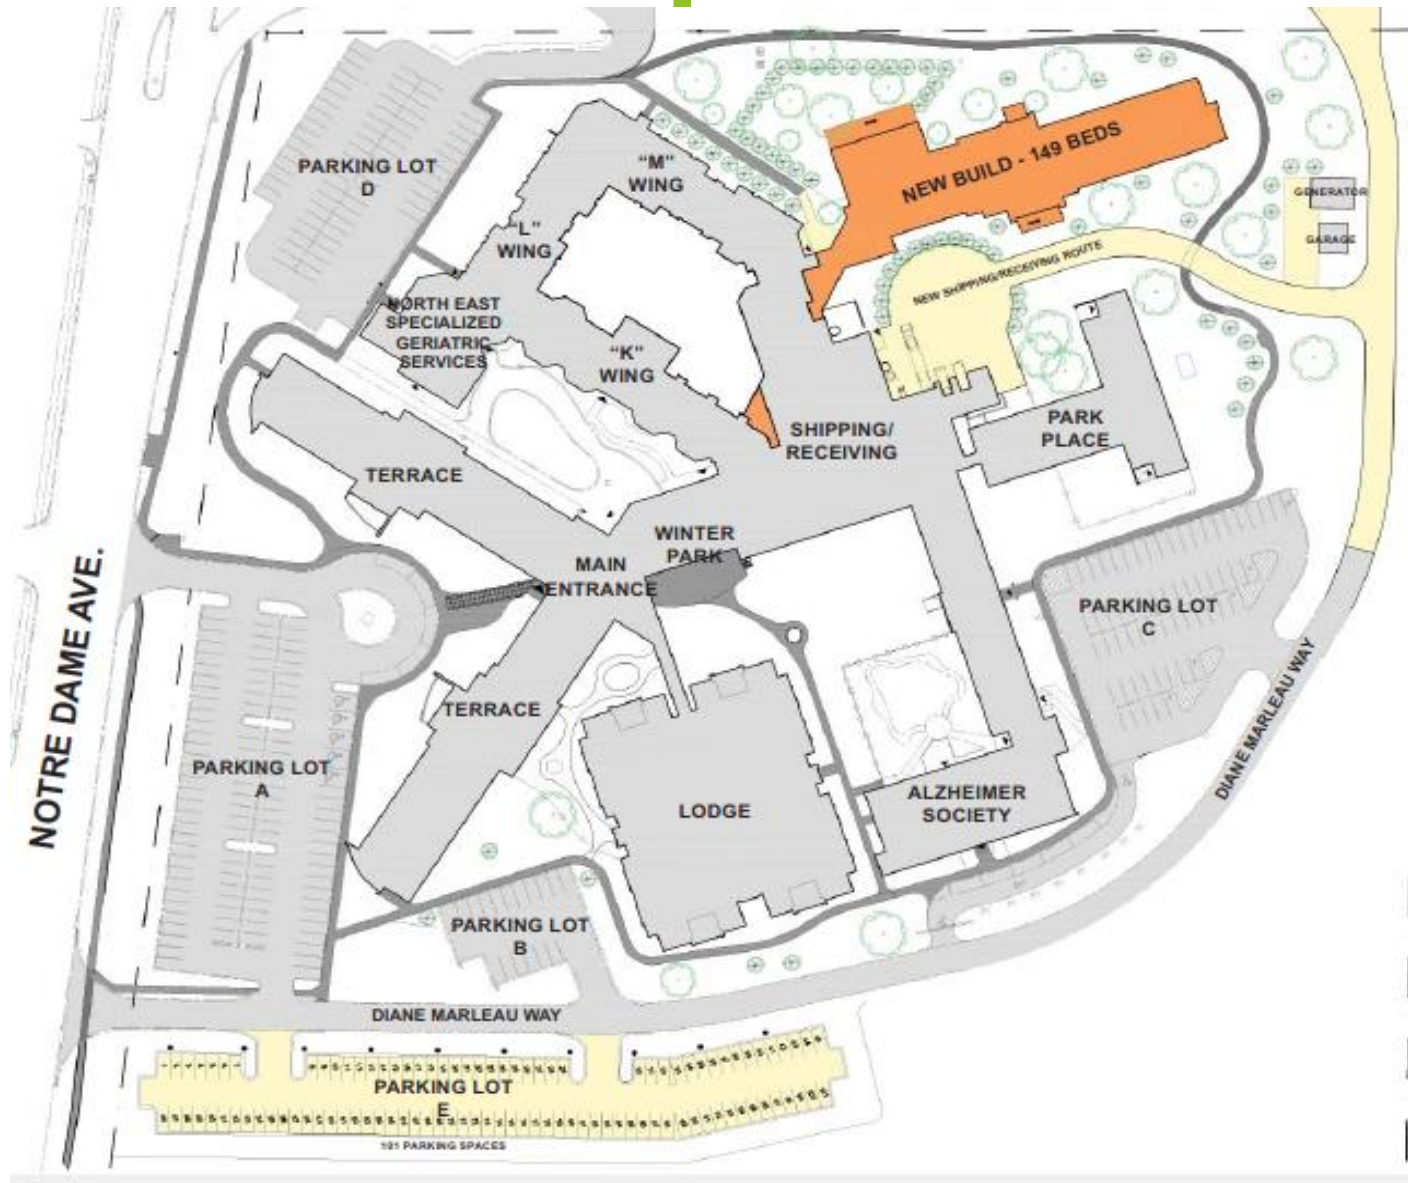 PARKING LOT
D
"M"
WING
NEW BUILD - 149 BEDS
GENERATOR
GARAGE
"L"
WING
NEW SHIPPING/RECEIVING ROUTE
NORTH EAST
SPECIALIZED
GERIATRIC
SERVICES
"K"
WING
PARK
PLACE
SHIPPING/
RECEIVING
TERRACE
WINTER
PARK
MAIN
ENTRANCE
PARKING LOT
C
NOTRE DAME AVE.
TERRACE
DIANE MARLEAU WAY
PARKING LOT
A
LODGE
ALZHEIMER
SOCIETY
PARKING LOT
B
DIANE MARLEAU WAY
PARKING LOT
E
101 PARKING SPACES